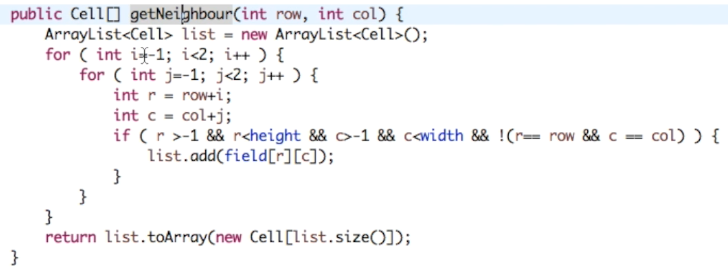 public Cell[] getNeighbour(int row, int col) {
    ArrayList<Cell> list = new ArrayList<Cell>();
    for ( int i=-1; i<2; i++ ) {
        for ( int j=-1; j<2; j++ ) {
            int r = row+i;
            int c = col+j;
            if ( r >-1 && r<height && c>-1 && c<width && !(r== row && c == col) ) {
                list.add(field[r][c]);
            }
        }
    }
    return list.toArray(new Cell[list.size()]);
}